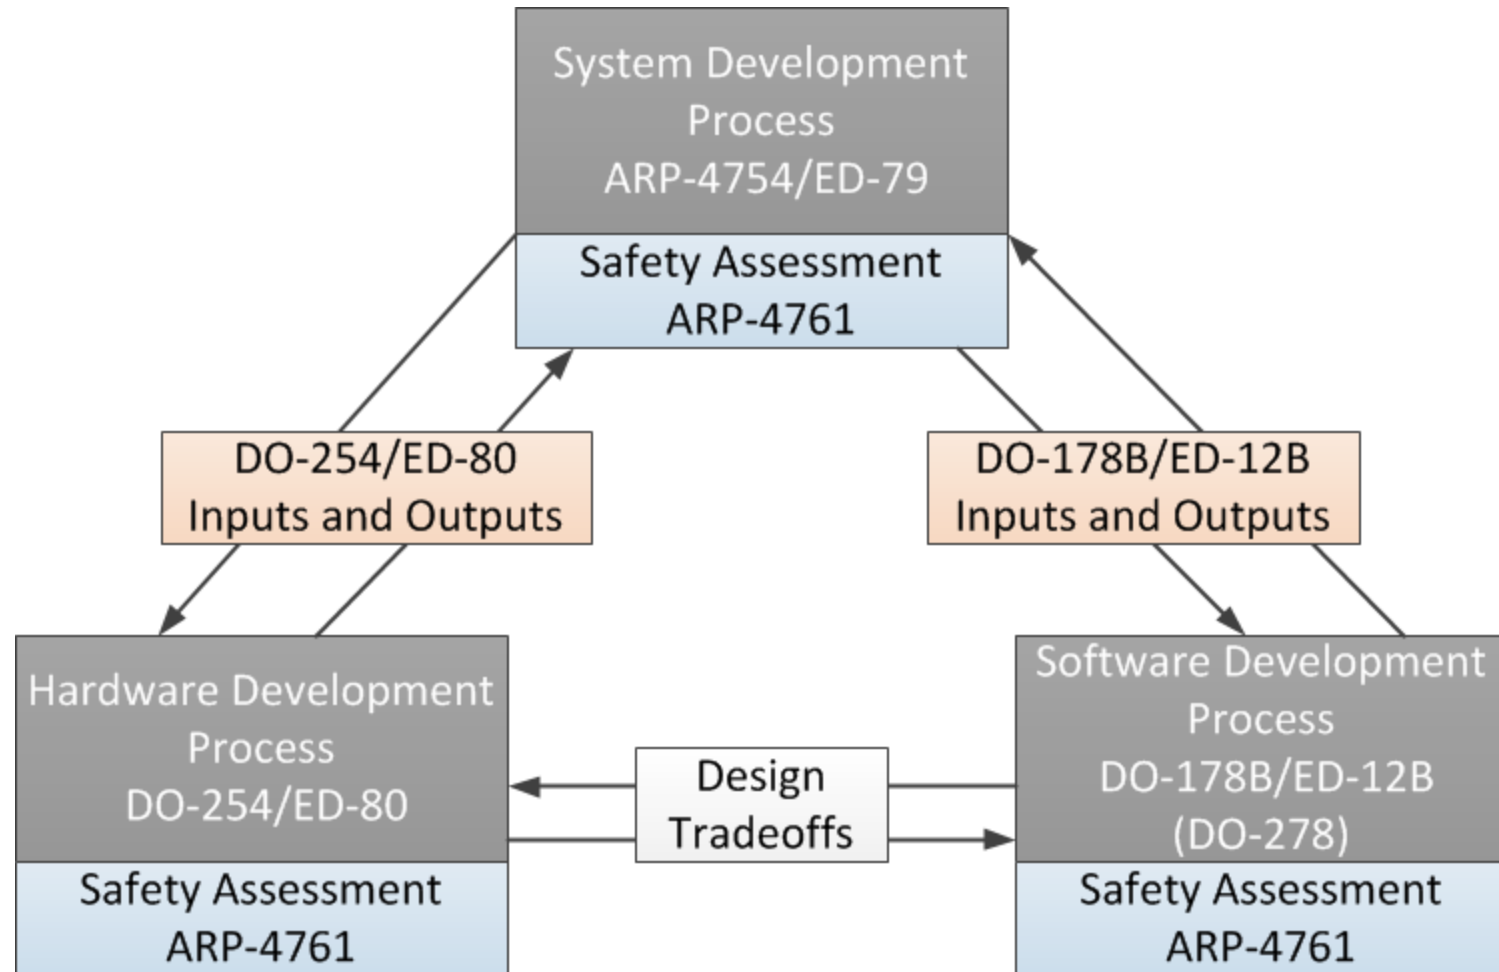 System Development
Process
ARP-4754/ED-79
Safety Assessment
ARP-4761
DO-254/ED-80
Inputs and Outputs
DO-178B/ED-12B
Inputs and Outputs
Hardware Development
Process
DO-254/ED-80
Safety Assessment
ARP-4761
Design
Tradeoffs
Software Development
Process
DO-178B/ED-12B
(DO-278)
Safety Assessment
ARP-4761